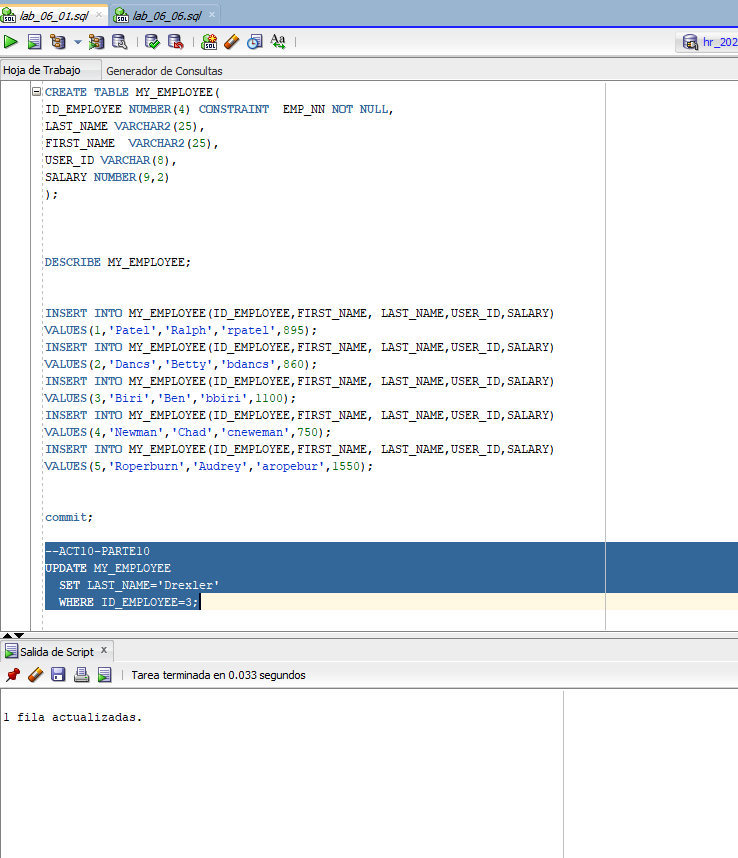 lab_06_01.sql × lab_06_06.sql ×
SQL Aa hr_202
Hoja de Trabajo Generador de Consultas
CREATE TABLE MY_EMPLOYEE(
ID_EMPLOYEE NUMBER(4) CONSTRAINT  EMP_NN NOT NULL,
LAST_NAME VARCHAR2(25),
FIRST_NAME  VARCHAR2(25),
USER_ID VARCHAR(8),
SALARY NUMBER(9,2)
);
DESCRIBE MY_EMPLOYEE;
INSERT INTO MY_EMPLOYEE(ID_EMPLOYEE,FIRST_NAME, LAST_NAME,USER_ID,SALARY)
VALUES(1,'Patel','Ralph','rpatel',895);
INSERT INTO MY_EMPLOYEE(ID_EMPLOYEE,FIRST_NAME, LAST_NAME,USER_ID,SALARY)
VALUES(2,'Dancs','Betty','bdancs',860);
INSERT INTO MY_EMPLOYEE(ID_EMPLOYEE,FIRST_NAME, LAST_NAME,USER_ID,SALARY)
VALUES(3,'Biri','Ben','bbiri',1100);
INSERT INTO MY_EMPLOYEE(ID_EMPLOYEE,FIRST_NAME, LAST_NAME,USER_ID,SALARY)
VALUES(4,'Newman','Chad','cneweman',750);
INSERT INTO MY_EMPLOYEE(ID_EMPLOYEE,FIRST_NAME, LAST_NAME,USER_ID,SALARY)
VALUES(5,'Roperburn','Audrey','aropebur',1550);
commit;
--ACT10-PARTE10
UPDATE MY_EMPLOYEE
  SET LAST_NAME='Drexler'
  WHERE ID_EMPLOYEE=3;
Salida de Script ×
Tarea terminada en 0.033 segundos
1 fila actualizadas.